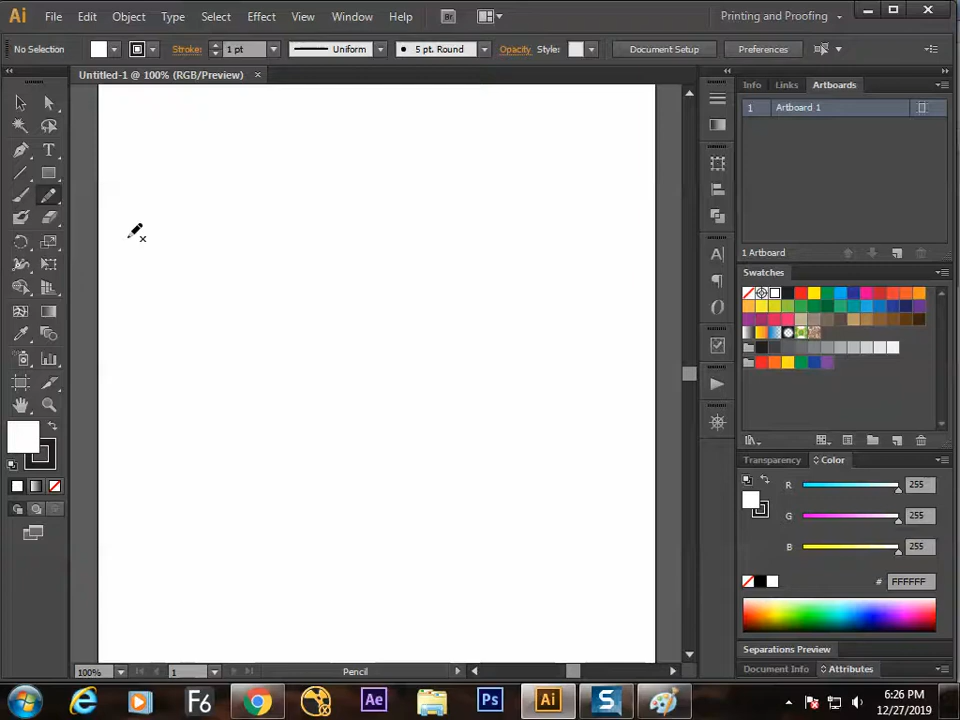 Ai File Edit Object Type Select Effect View Window Help Br Printing and Proofing
No Selection Stroke: 1 pt Uniform 5 pt. Round Opacity Style: Document Setup Preferences
Untitled-1 @ 100% (RGB/Preview)
Info Links Artboards
1 Artboard 1
1 Artboard
Swatches
Transparency Color
R 255
G 255
B 255
# FFFFFF
Separations Preview
Document Info Attributes
100% 1 Pencil
F6 Ae Ps Ai S
6:26 PM
12/27/2019